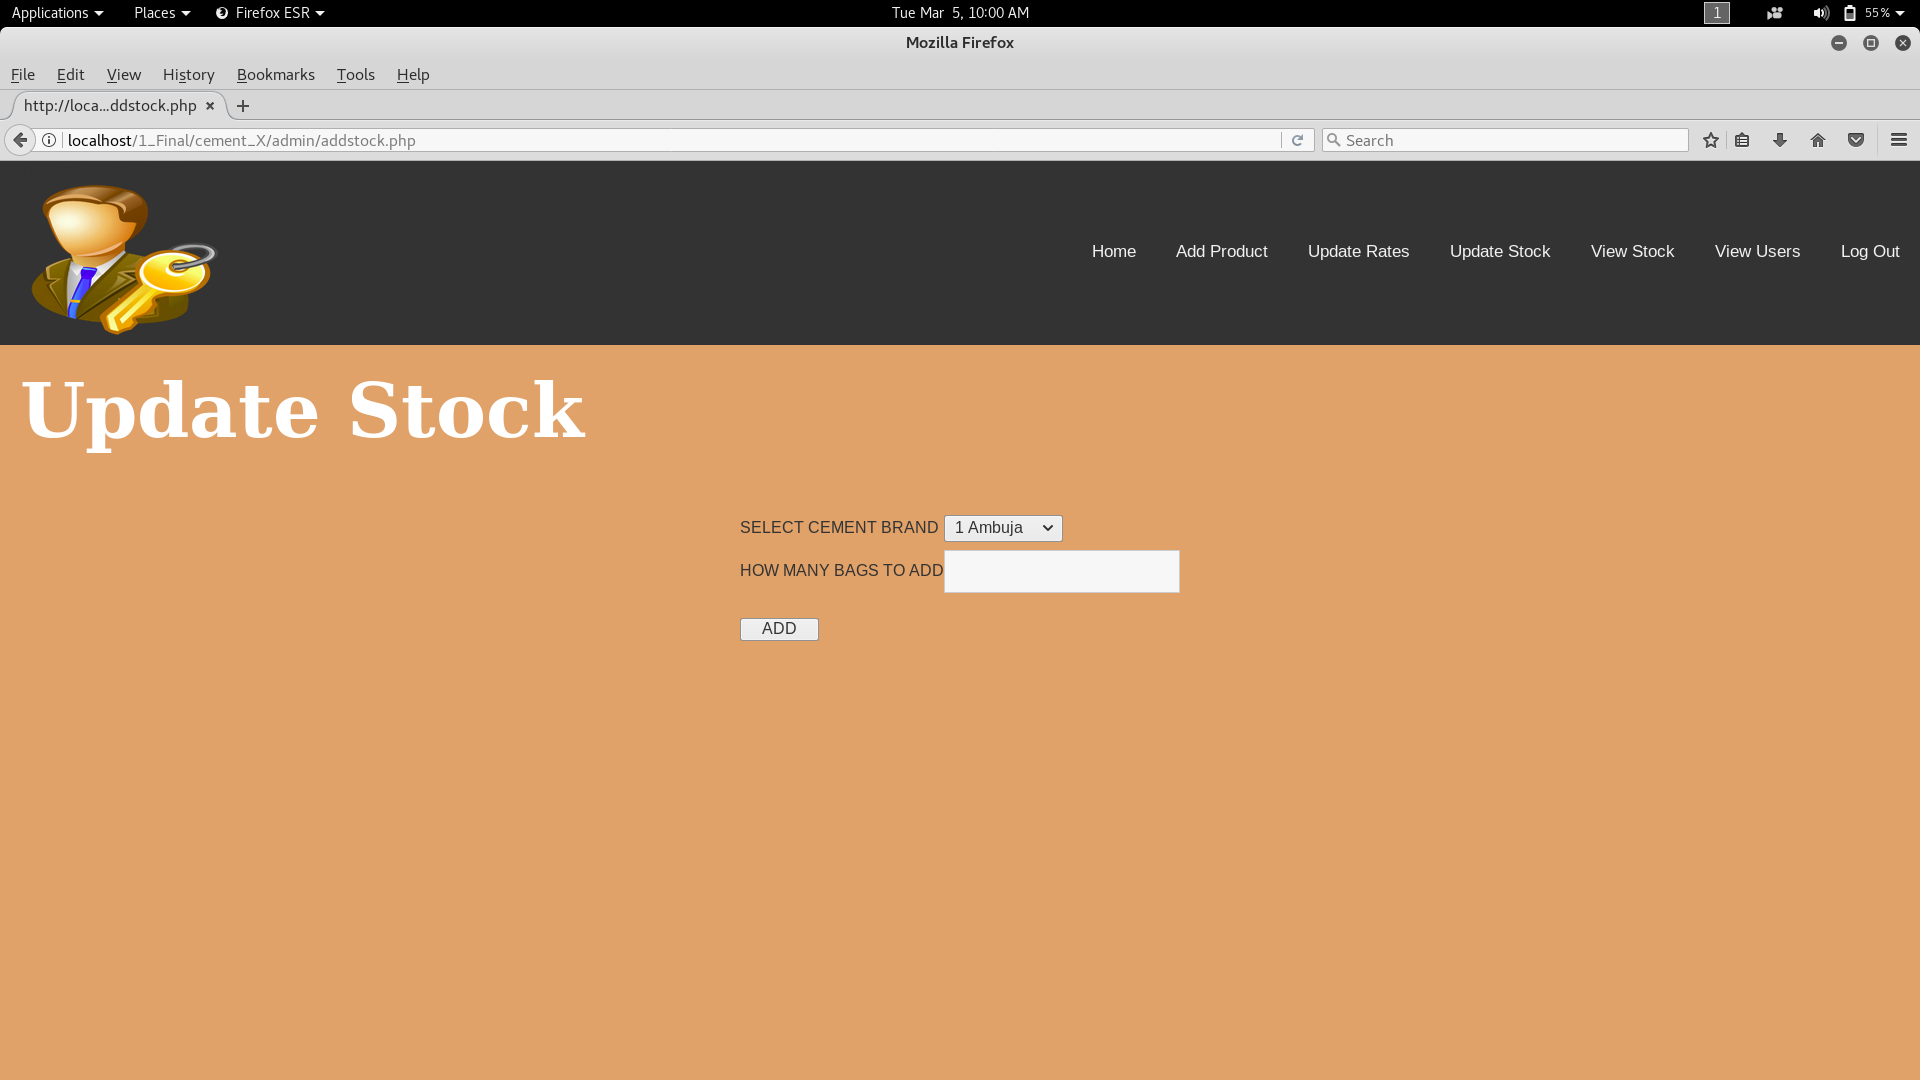 Applications Places Firefox ESR Tue Mar 5, 10:00 AM 1 55%
Mozilla Firefox
File Edit View History Bookmarks Tools Help
http://loca...ddstock.php
localhost/1_Final/cement_X/admin/addstock.php Search
Home Add Product Update Rates Update Stock View Stock View Users Log Out
Update Stock
SELECT CEMENT BRAND 1 Ambuja
HOW MANY BAGS TO ADD
ADD